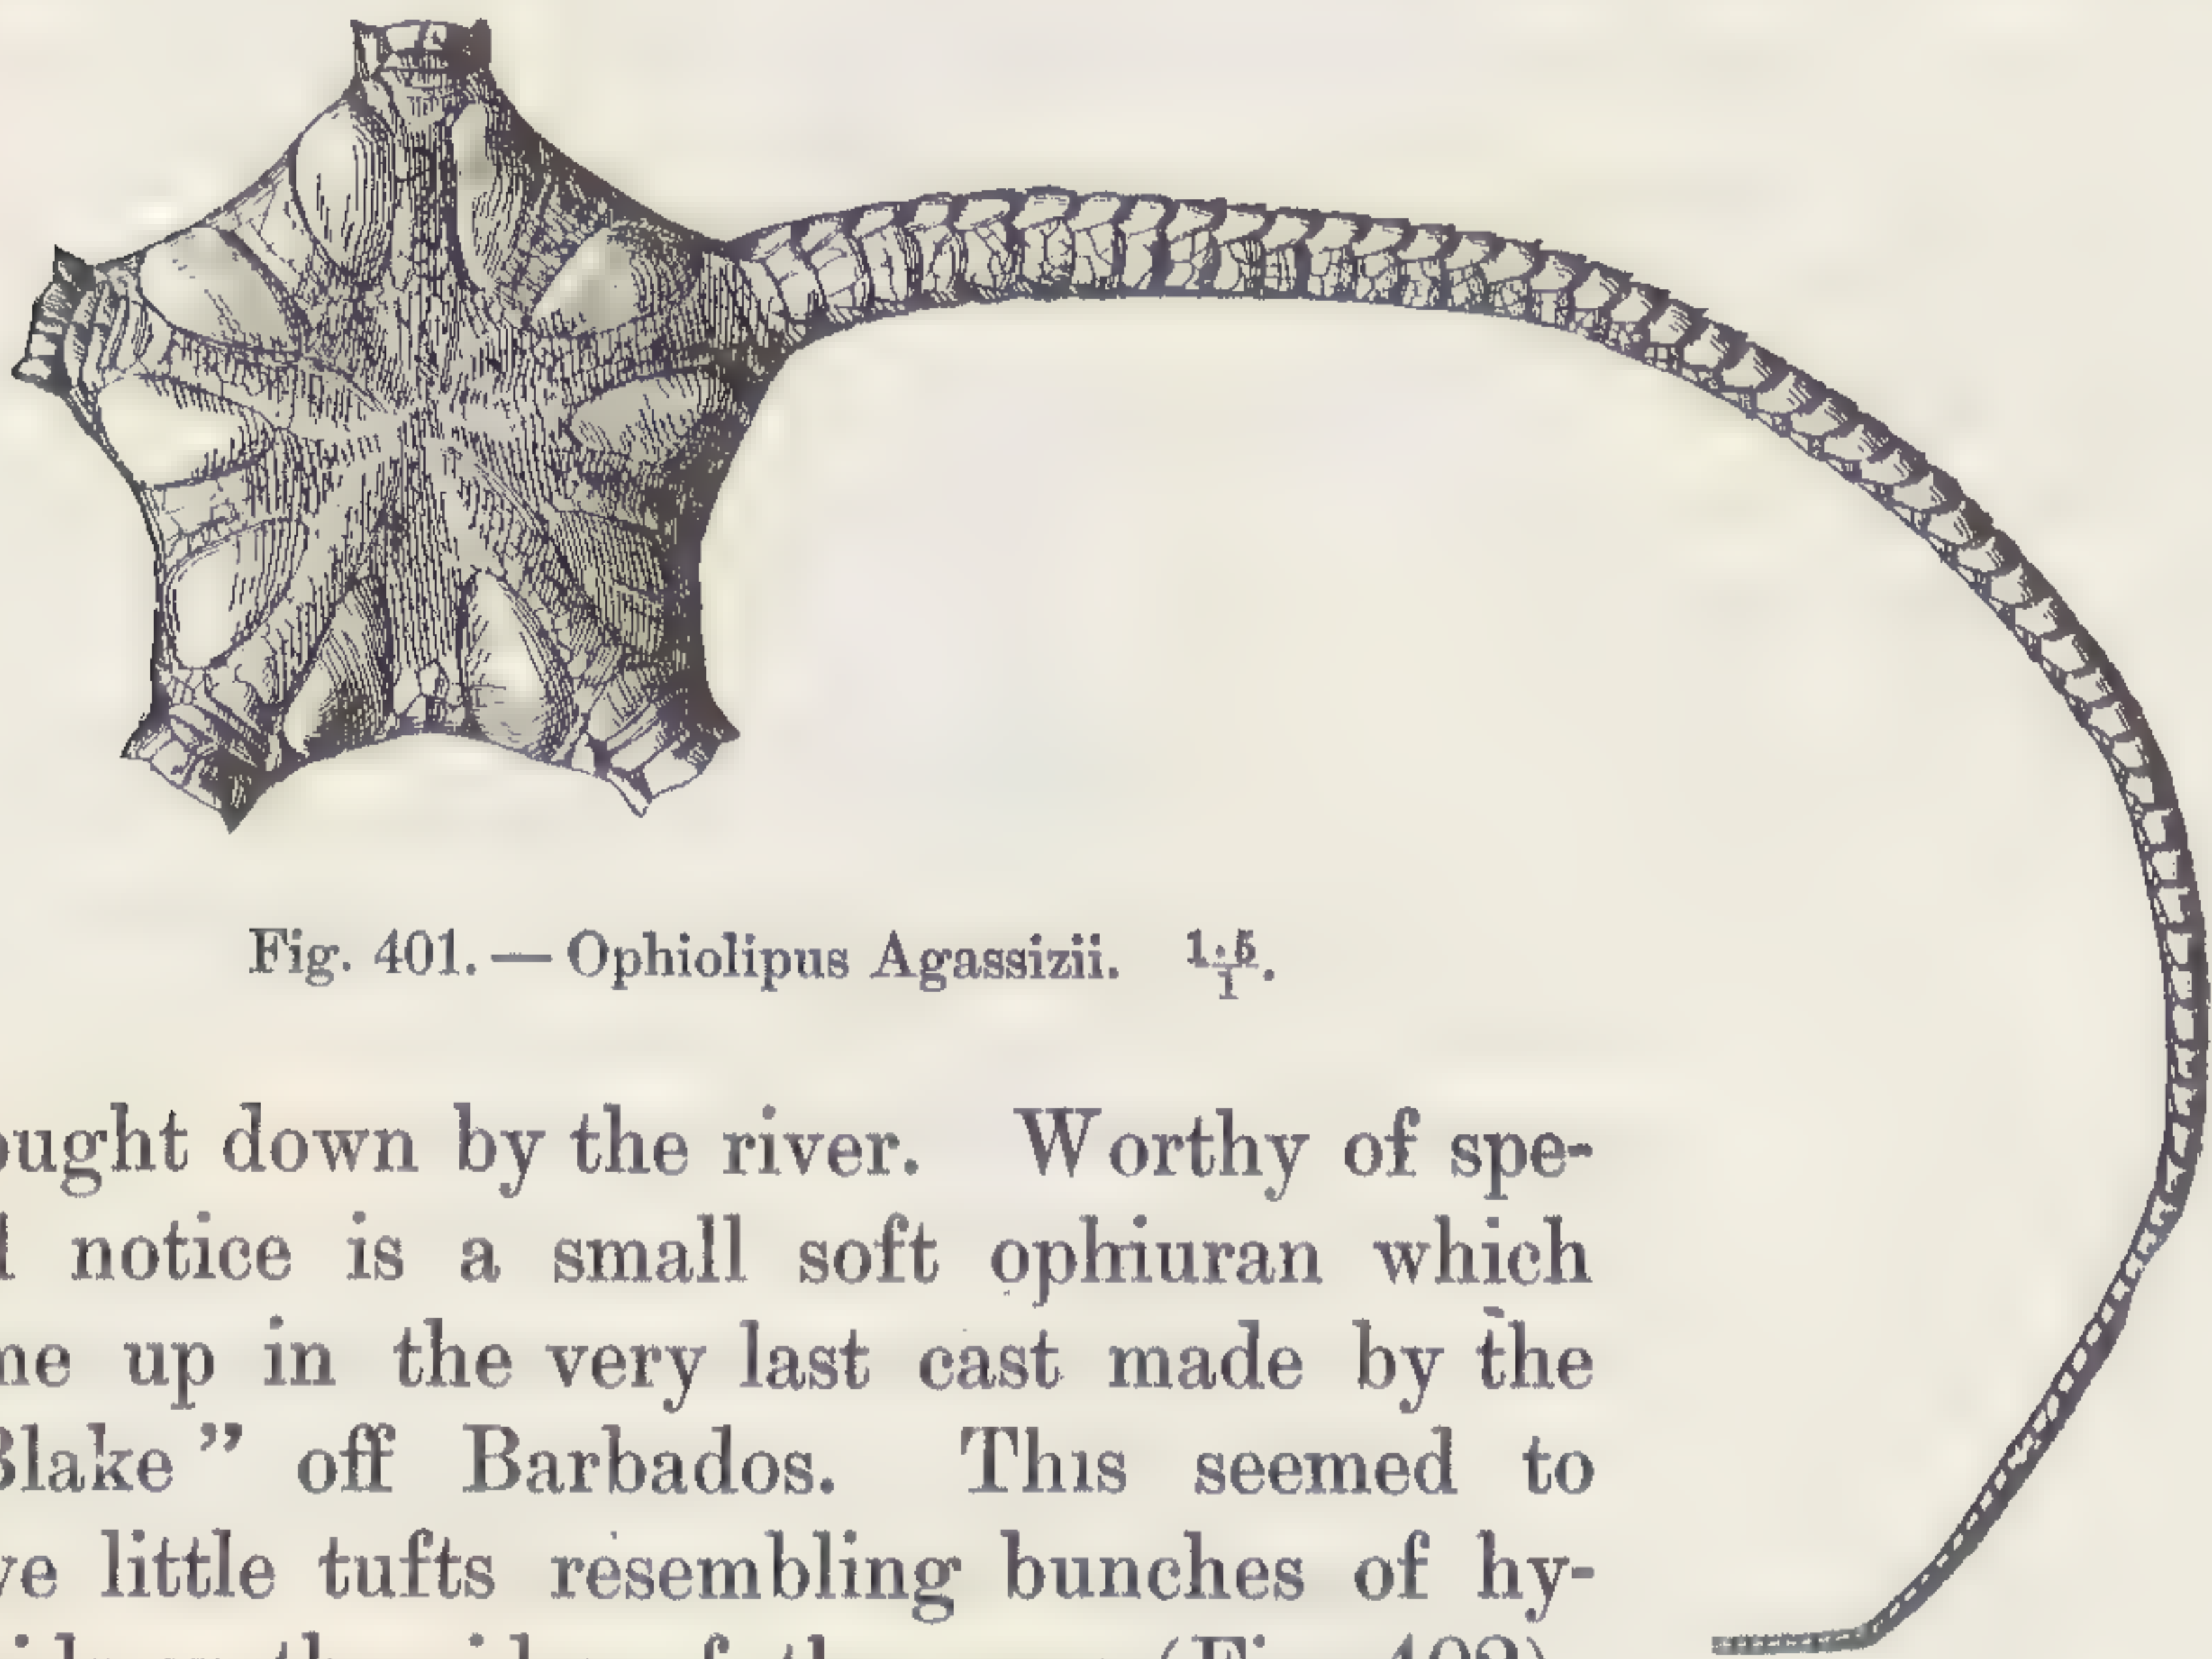 Fig. 401. — Ophiolipus Agassizii. 1·5/1.
ought down by the river. Worthy of spe-
l notice is a small soft ophiuran which
me up in the very last cast made by the
Blake” off Barbados. This seemed to
ve little tufts resembling bunches of hy-